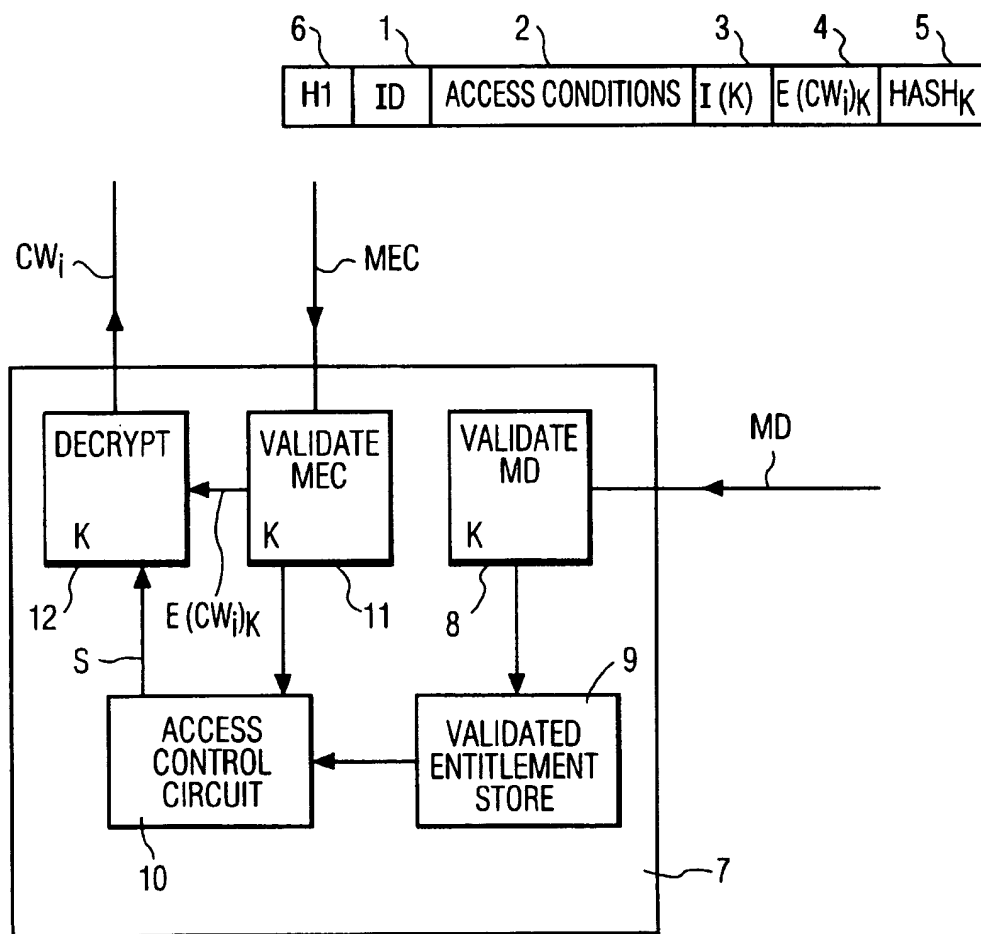 6 1 2 3 4 5
H1 ID ACCESS CONDITIONS I (K) E (CWi)K HASHK
CWi
MEC
DECRYPT
K
VALIDATE
MEC
K
VALIDATE
MD
K
MD
12
E (CWi)K
11
8
S
9
ACCESS
CONTROL
CIRCUIT
VALIDATED
ENTITLEMENT
STORE
10
7